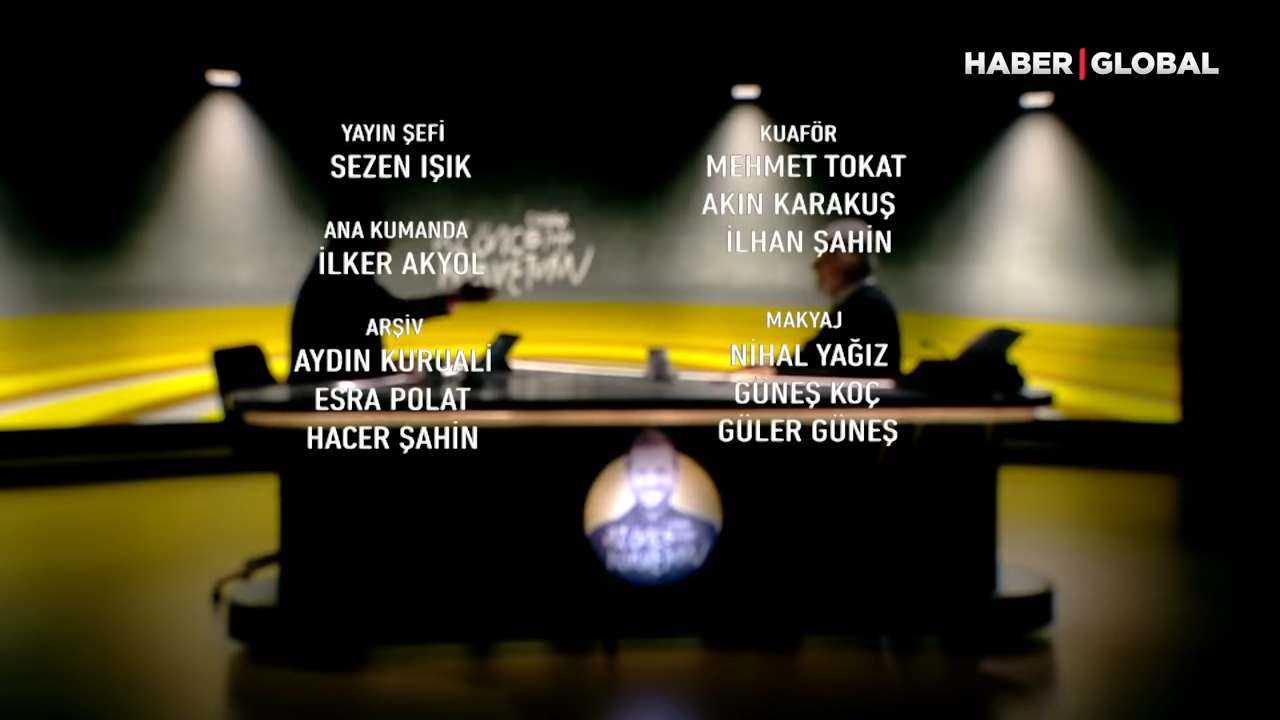 HABER GLOBAL
YAYIN ŞEFİ
SEZEN IŞIK
ANA KUMANDA
İLKER AKYOL
ARŞİV
AYDIN KURUALİ
ESRA POLAT
HACER ŞAHİN
KUAFÖR
MEHMET TOKAT
AKIN KARAKUŞ
İLHAN ŞAHİN
MAKYAJ
NİHAL YAĞIZ
GÜNEŞ KOÇ
GÜLER GÜNEŞ